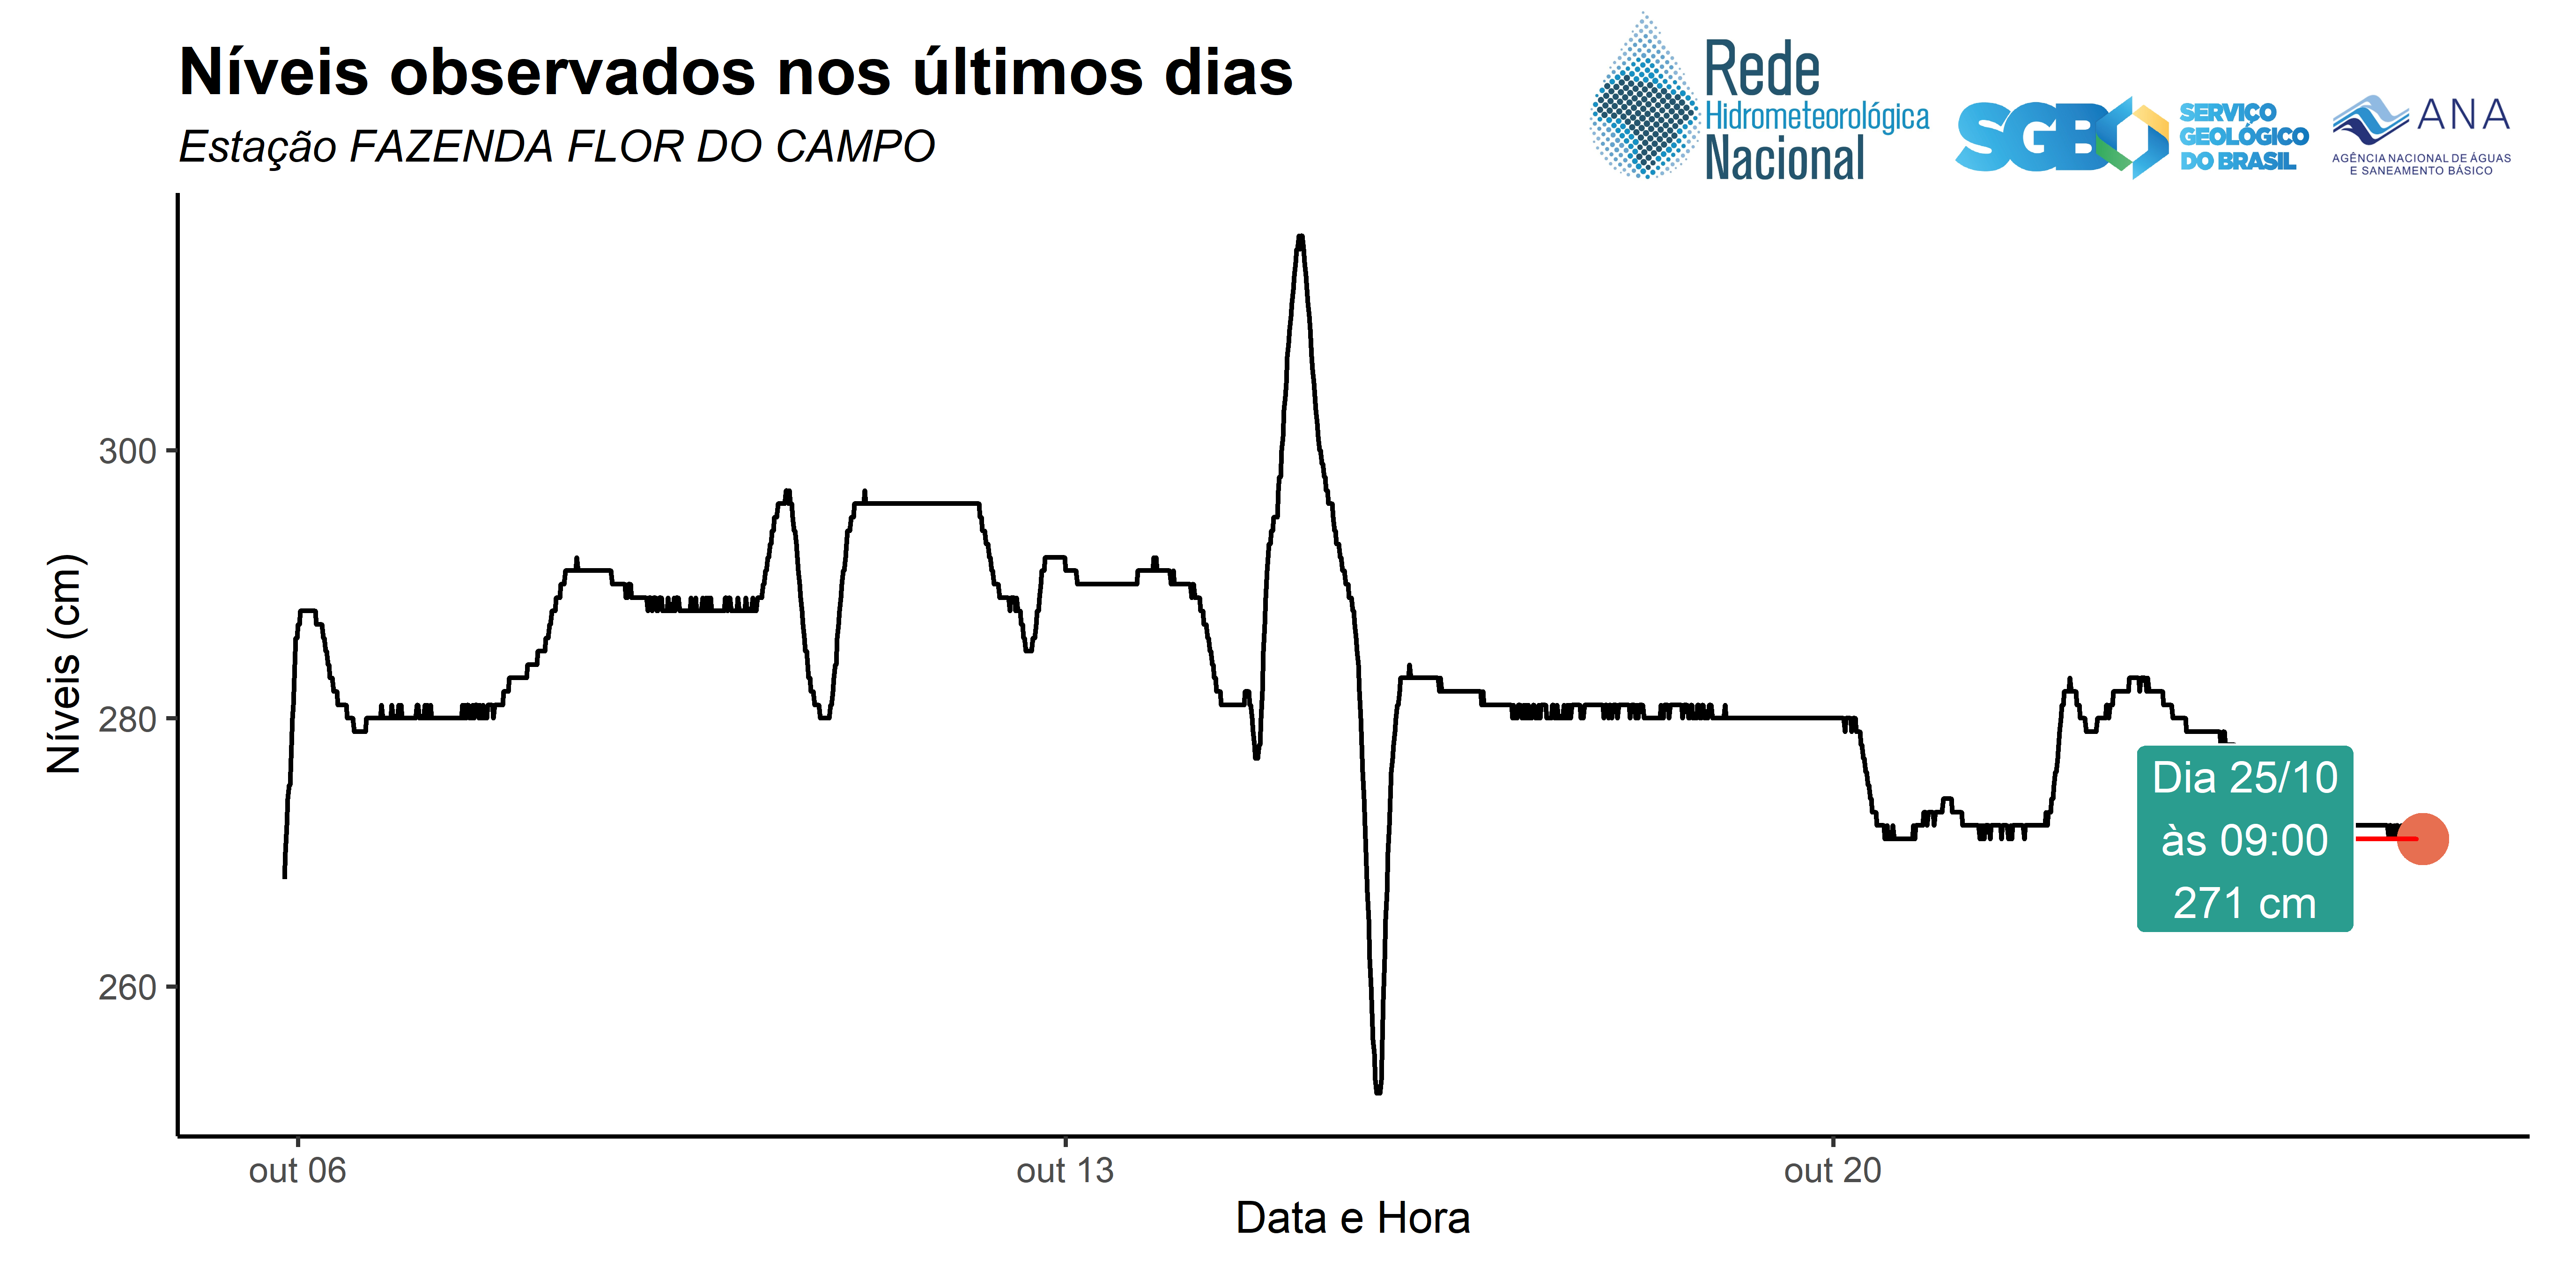 Níveis observados nos últimos dias
Estação FAZENDA FLOR DO CAMPO
Rede
Hidrometeorológica
Nacional
SGB
SERVIÇO
GEOLÓGICO
DO BRASIL
ANA
AGÊNCIA NACIONAL DE ÁGUAS
E SANEAMENTO BÁSICO
Níveis (cm)
300
280
260
Dia 25/10
às 09:00
271 cm
out 06
out 13
out 20
Data e Hora